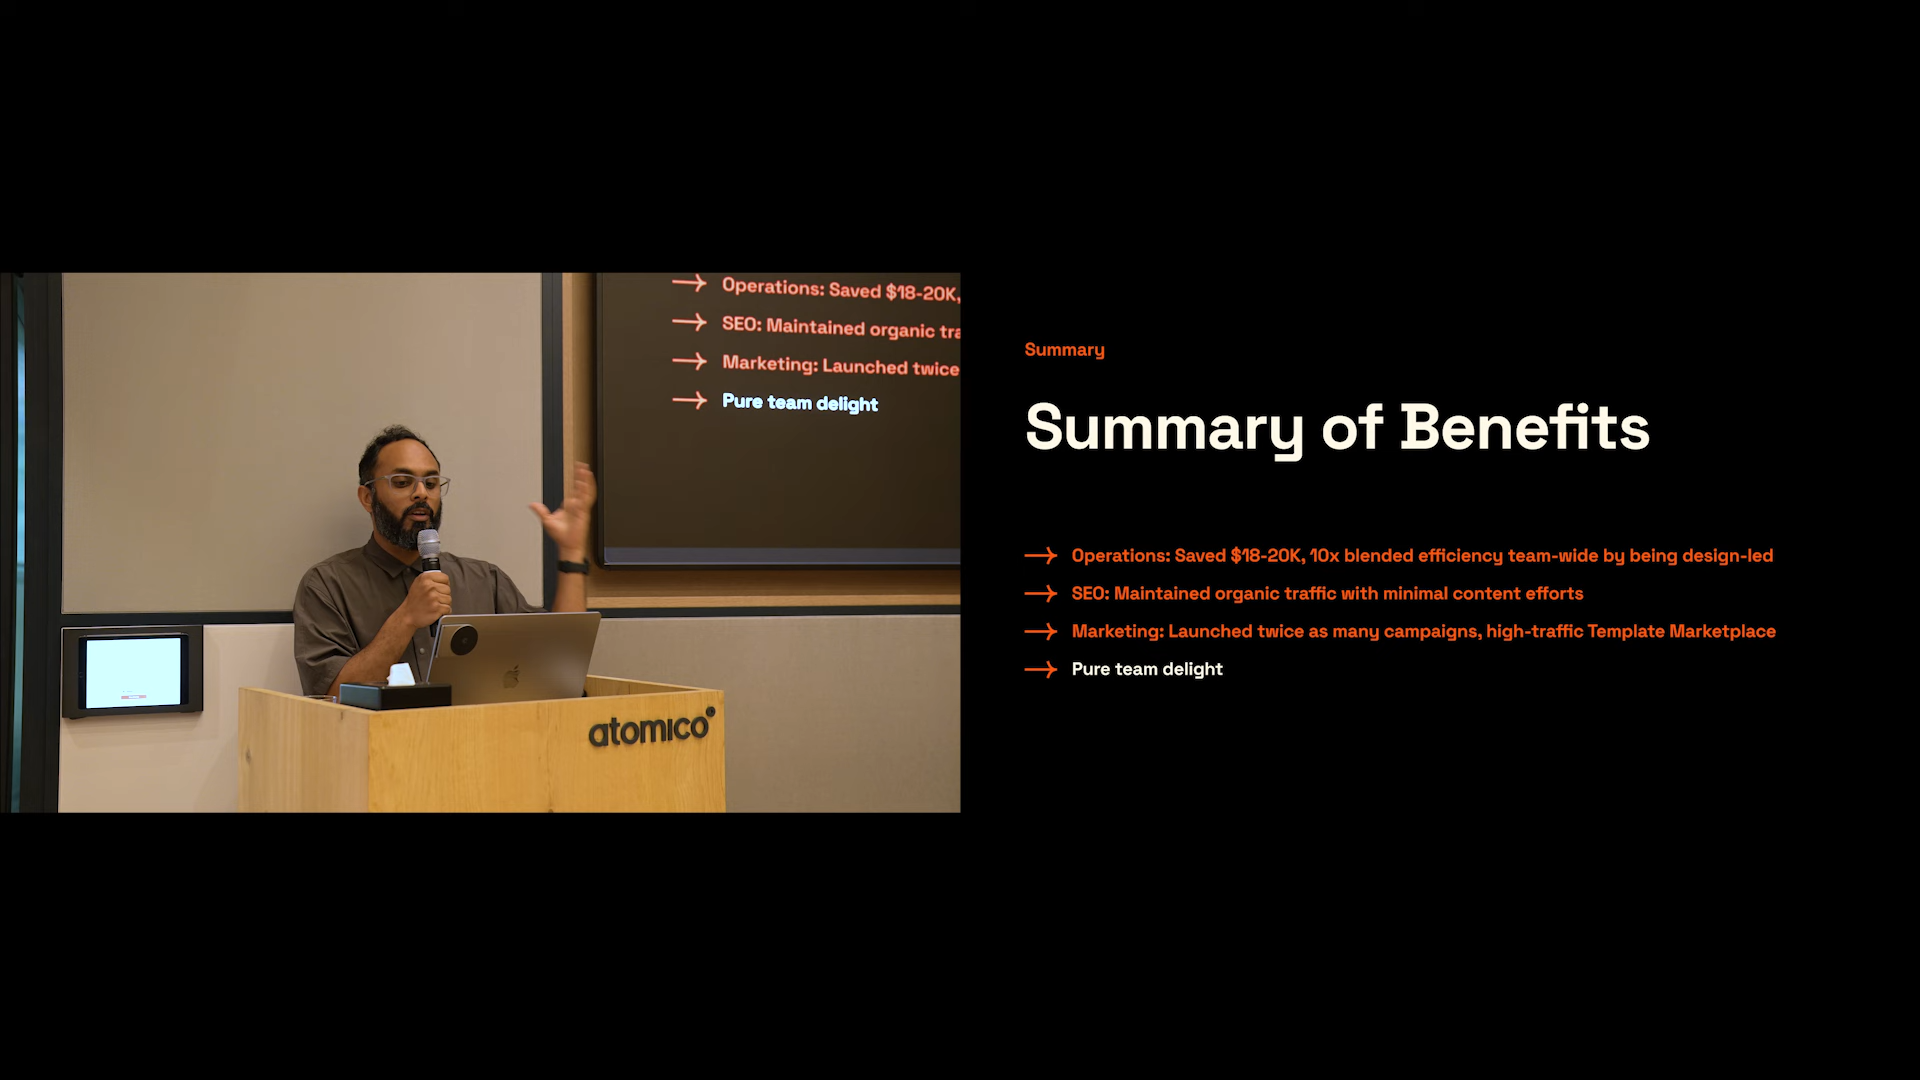 Operations: Saved $18-20K,
SEO: Maintained organic tra
Marketing: Launched twice
Pure team delight
atomico
Summary
Summary of Benefits
Operations: Saved $18-20K, 10x blended efficiency team-wide by being design-led
SEO: Maintained organic traffic with minimal content efforts
Marketing: Launched twice as many campaigns, high-traffic Template Marketplace
Pure team delight